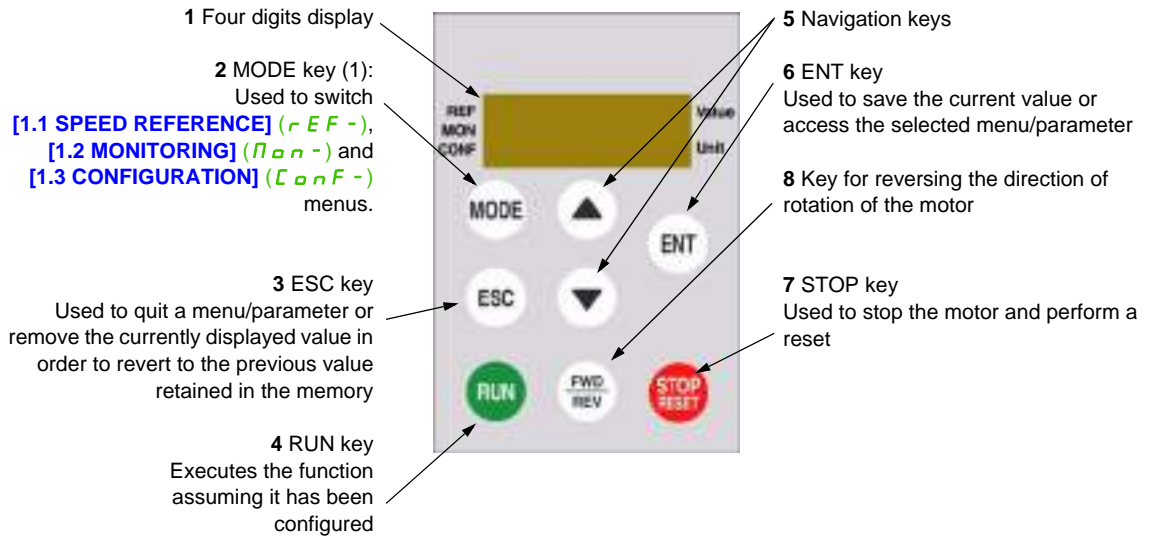 1 Four digits display
2 MODE key (1):
Used to switch
[1.1 SPEED REFERENCE] (rEF-),
[1.2 MONITORING] (Mon-) and
[1.3 CONFIGURATION] (ConF-)
menus.
3 ESC key
Used to quit a menu/parameter or
remove the currently displayed value in
order to revert to the previous value
retained in the memory
4 RUN key
Executes the function
assuming it has been
configured
REF
MON
CONF
Value
Unit
MODE
ENT
ESC
RUN
FWD
REV
STOP
RESET
5 Navigation keys
6 ENT key
Used to save the current value or
access the selected menu/parameter
8 Key for reversing the direction of
rotation of the motor
7 STOP key
Used to stop the motor and perform a
reset